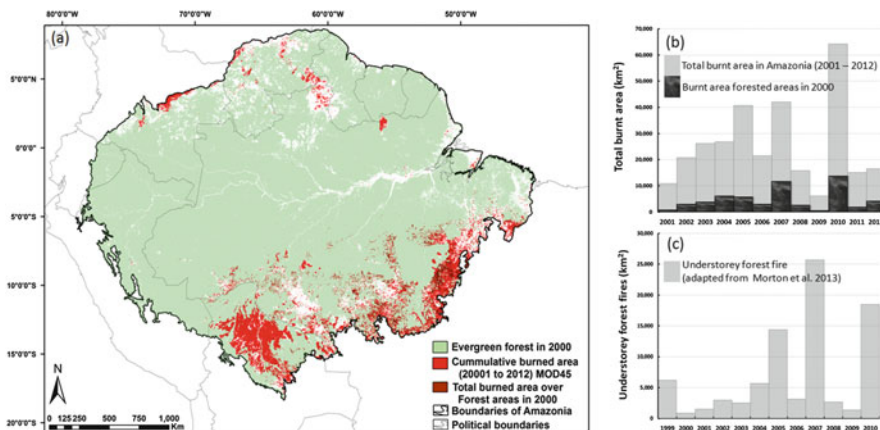 80°0'0"W 70°0'0"W 60°0'0"W 50°0'0"W
(a)
5°0'0"N
0°0'0"
5°0'0"S
10°0'0"S
15°0'0"S
20°0'0"S
N
0 125 250 500 750 1,000
Km
Evergreen forest in 2000
Cummulative burned area
(20001 to 2012) MOD45
Total burned area over
Forest areas in 2000
Boundaries of Amazonia
Political boundaries
(b)
Total burnt area in Amazonia (2001 – 2012)
Burnt area forested areas in 2000
Total burnt area (km²)
70,000
60,000
50,000
40,000
30,000
20,000
10,000
0
2001 2002 2003 2004 2005 2006 2007 2008 2009 2010 2011
(c)
Understorey forest fire
(adapted from Morton et al. 2013)
Understorey forest fires (km²)
30,000
25,000
20,000
15,000
10,000
5,000
0
1999 2000 2001 2002 2003 2004 2005 2006 2007 2008 2009 2010